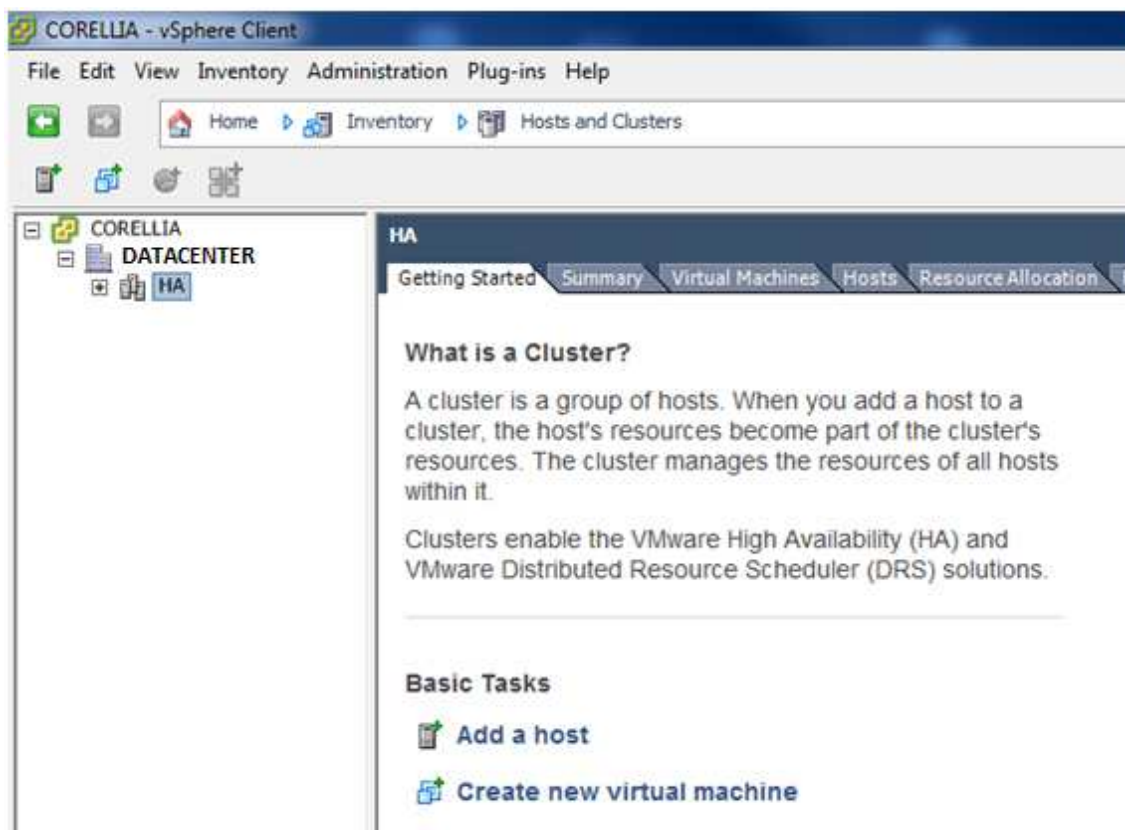 CORELLIA - vSphere Client
File Edit View Inventory Administration Plug-ins Help
Home Inventory Hosts and Clusters
CORELLIA
DATACENTER
HA
HA
Getting Started Summary Virtual Machines Hosts Resource Allocation
What is a Cluster?
A cluster is a group of hosts. When you add a host to a
cluster, the host's resources become part of the cluster's
resources. The cluster manages the resources of all hosts
within it.
Clusters enable the VMware High Availability (HA) and
VMware Distributed Resource Scheduler (DRS) solutions.
Basic Tasks
Add a host
Create new virtual machine